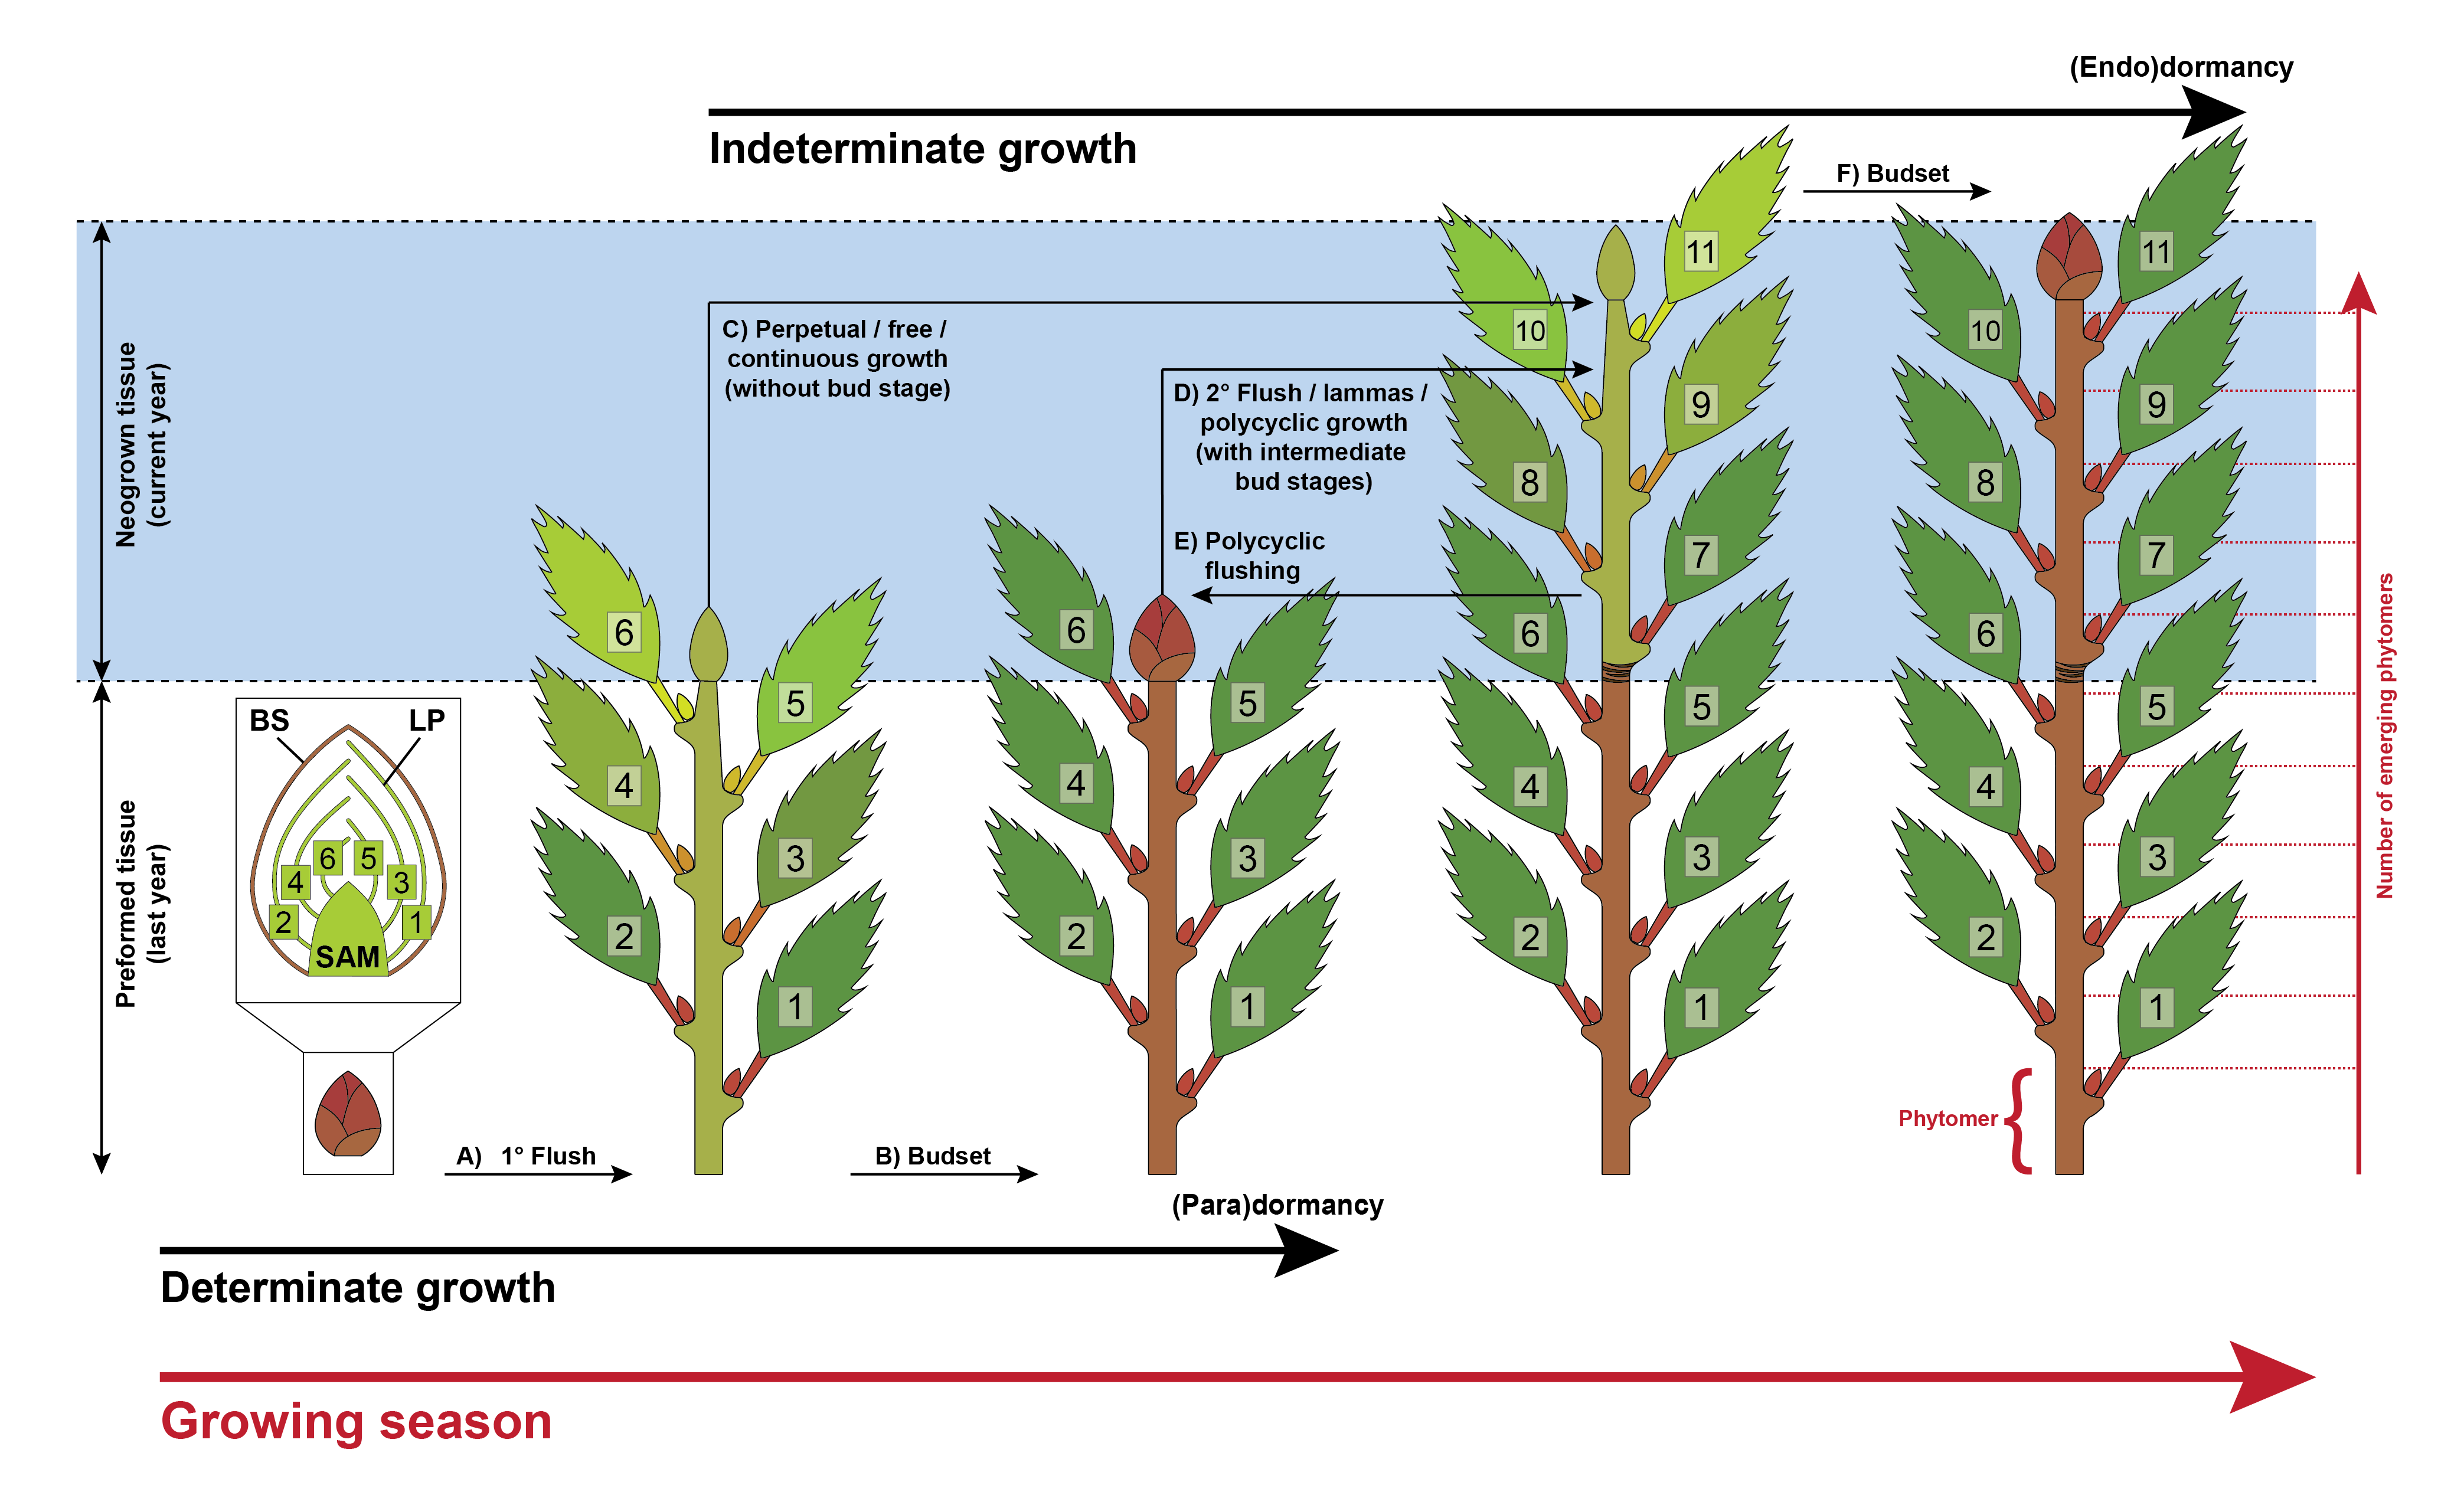 (Endo)dormancy
Indeterminate growth
F) Budset
Neogrown tissue
(current year)
C) Perpetual / free /
continuous growth
(without bud stage)
D) 2° Flush / lammas /
polycyclic growth
(with intermediate
bud stages)
E) Polycyclic
flushing
Preformed tissue
(last year)
BS
LP
6
5
4
3
2
1
SAM
6
5
4
3
2
1
6
5
4
3
2
1
11
10
9
8
7
6
5
4
3
2
1
11
10
9
8
7
6
5
4
3
2
1
Number of emerging phytomers
Phytomer
A) 1° Flush
B) Budset
(Para)dormancy
Determinate growth
Growing season